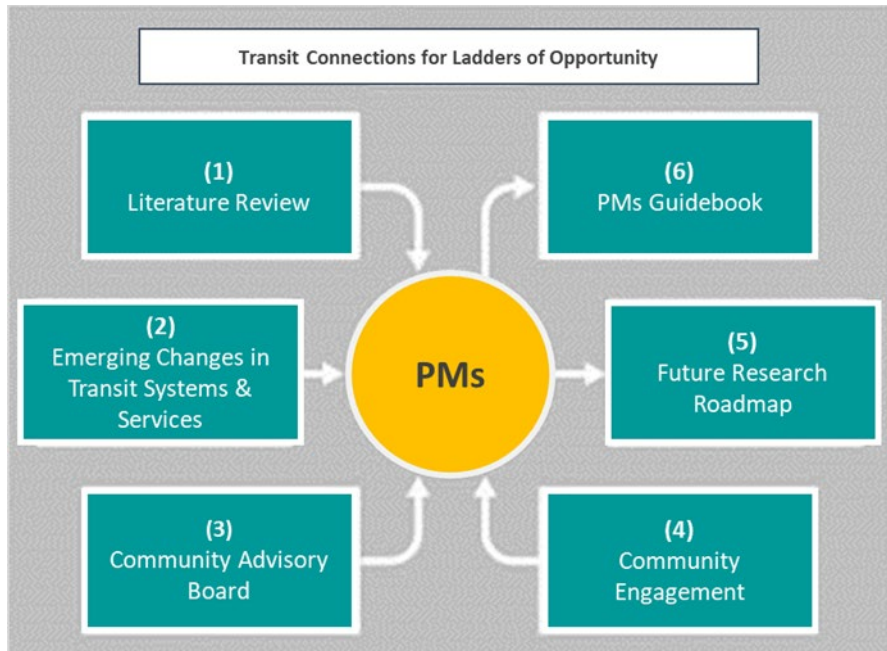 Transit Connections for Ladders of Opportunity
(1)
Literature Review
(2)
Emerging Changes in
Transit Systems &
Services
(3)
Community Advisory
Board
PMs
(6)
PMs Guidebook
(5)
Future Research
Roadmap
(4)
Community
Engagement